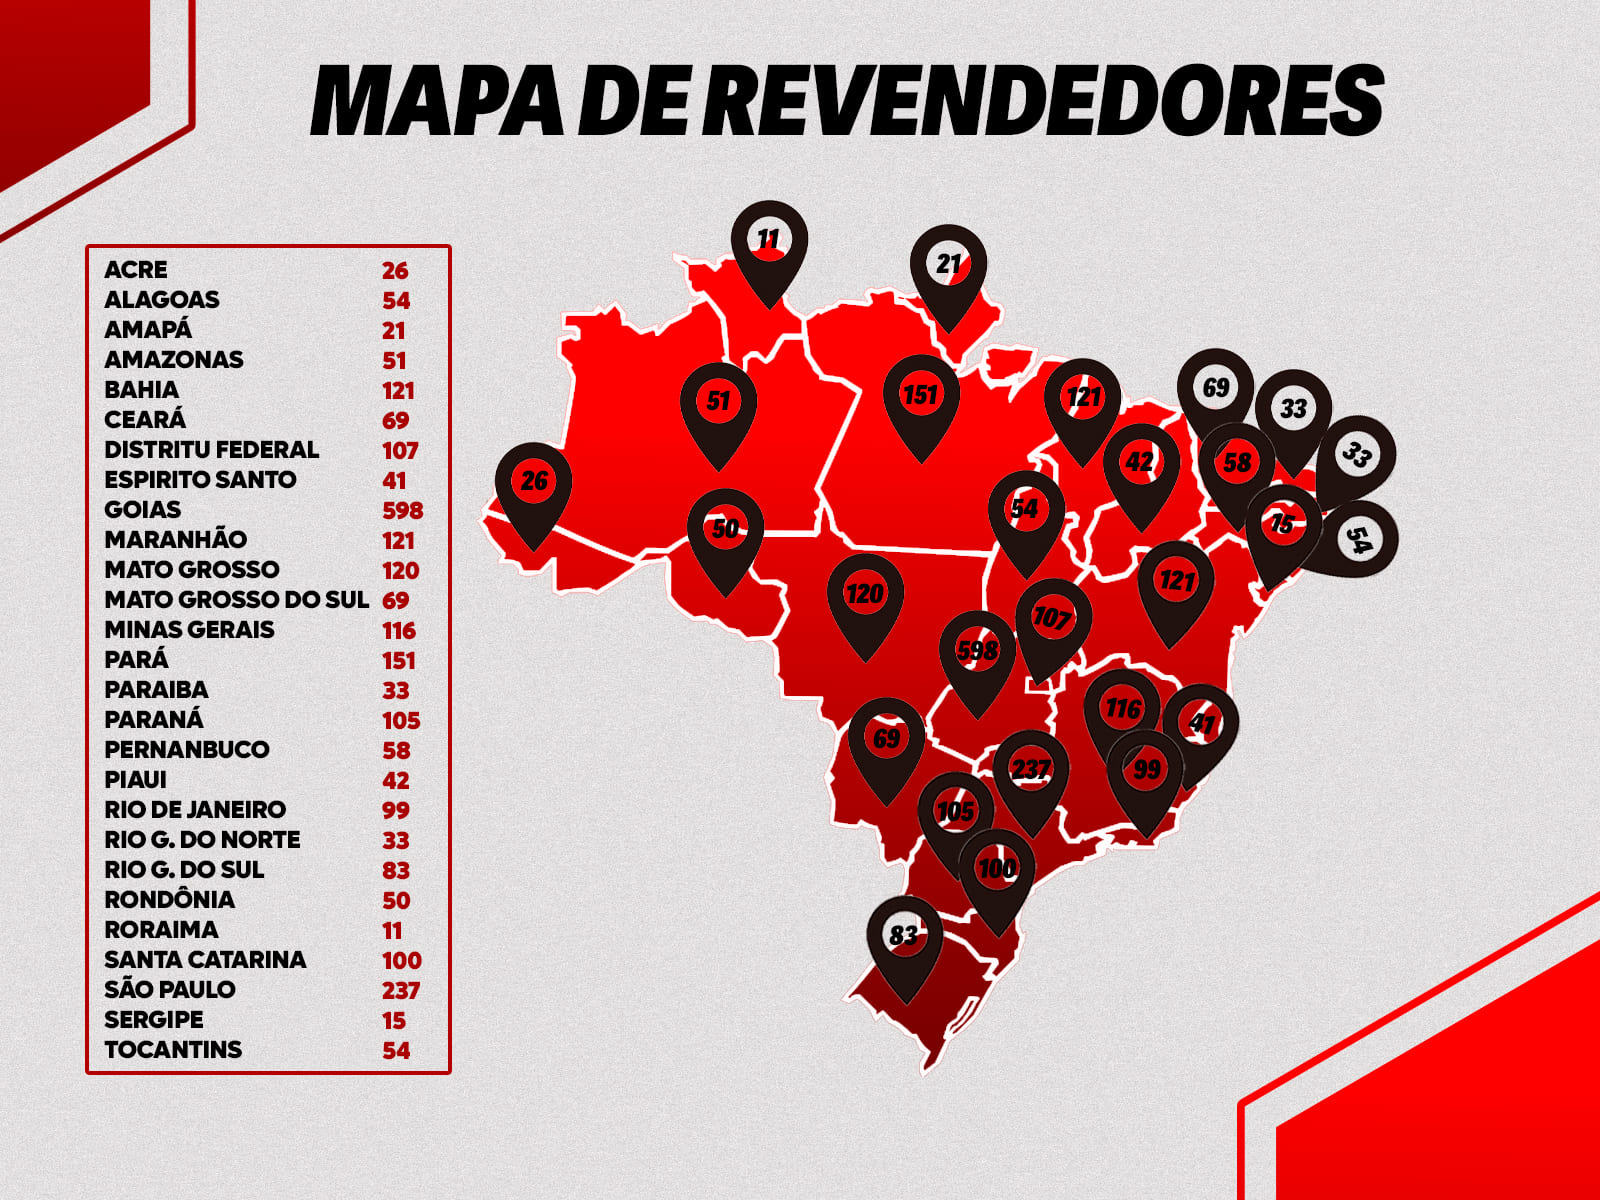 MAPA DE REVENDEDORES
ACRE 26
ALAGOAS 54
AMAPÁ 21
AMAZONAS 51
BAHIA 121
CEARÁ 69
DISTRITU FEDERAL 107
ESPIRITO SANTO 41
GOIAS 598
MARANHÃO 121
MATO GROSSO 120
MATO GROSSO DO SUL 69
MINAS GERAIS 116
PARÁ 151
PARAIBA 33
PARANÁ 105
PERNANBUCO 58
PIAUI 42
RIO DE JANEIRO 99
RIO G. DO NORTE 33
RIO G. DO SUL 83
RONDÔNIA 50
RORAIMA 11
SANTA CATARINA 100
SÃO PAULO 237
SERGIPE 15
TOCANTINS 54
11
21
69
151
121
51
33
33
42
58
26
54
15
50
54
121
120
107
598
116
41
69
237
99
105
100
83